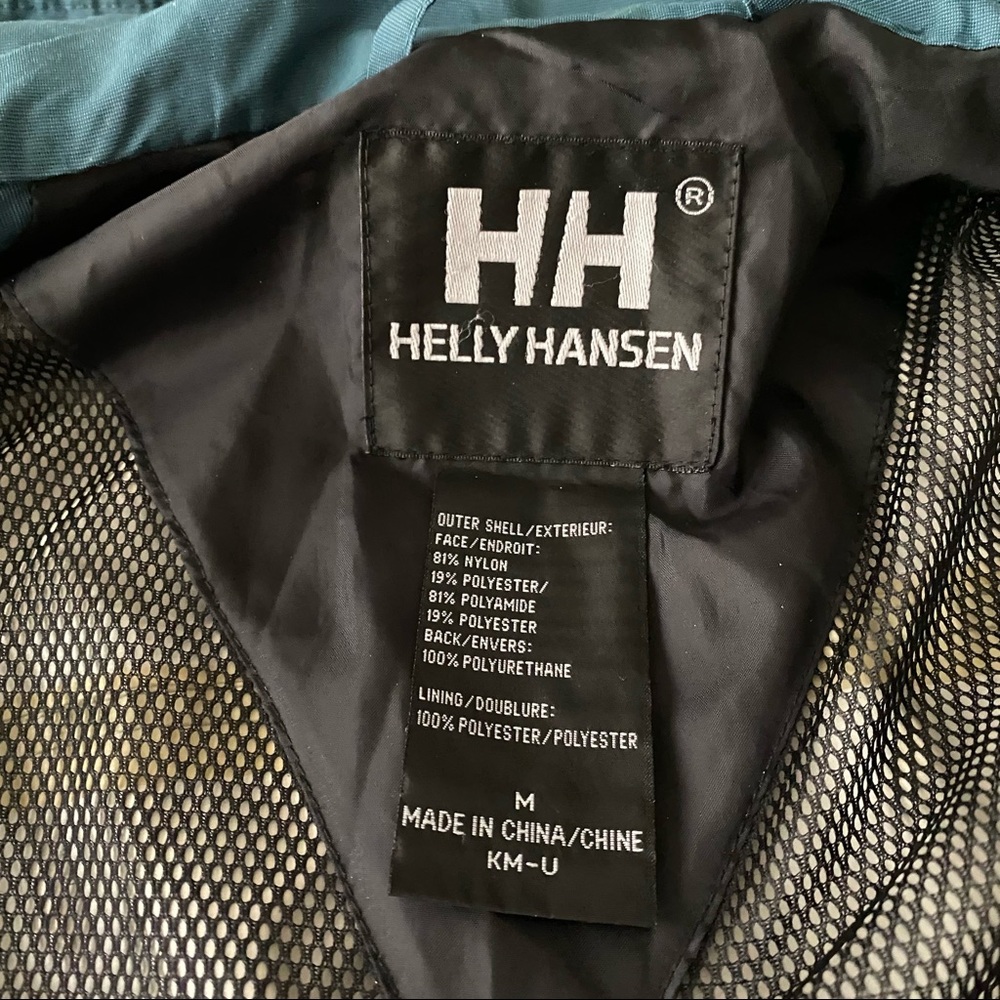 HH®
HELLY HANSEN
OUTER SHELL/EXTERIEUR:
FACE/ENDROIT:
81% NYLON
19% POLYESTER/
81% POLYAMIDE
19% POLYESTER
BACK/ENVERS:
100% POLYURETHANE
LINING/DOUBLURE:
100% POLYESTER/POLYESTER
M
MADE IN CHINA/CHINE
KM-U